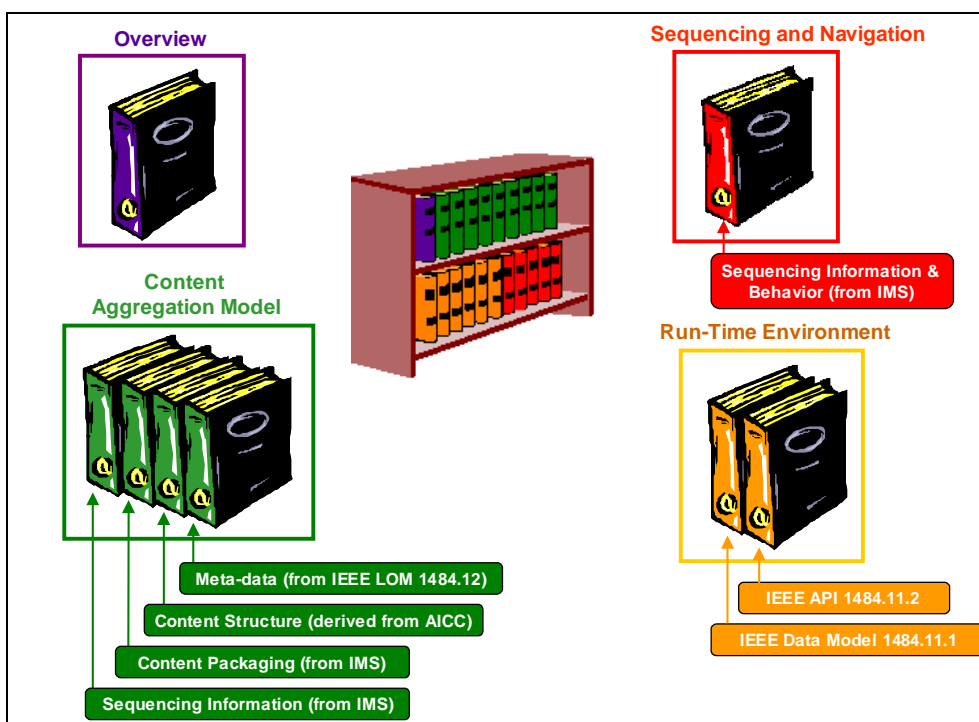 Overview
Sequencing and Navigation
Sequencing Information &
Behavior (from IMS)
Content
Aggregation Model
Run-Time Environment
Meta-data (from IEEE LOM 1484.12)
Content Structure (derived from AICC)
Content Packaging (from IMS)
Sequencing Information (from IMS)
IEEE API 1484.11.2
IEEE Data Model 1484.11.1